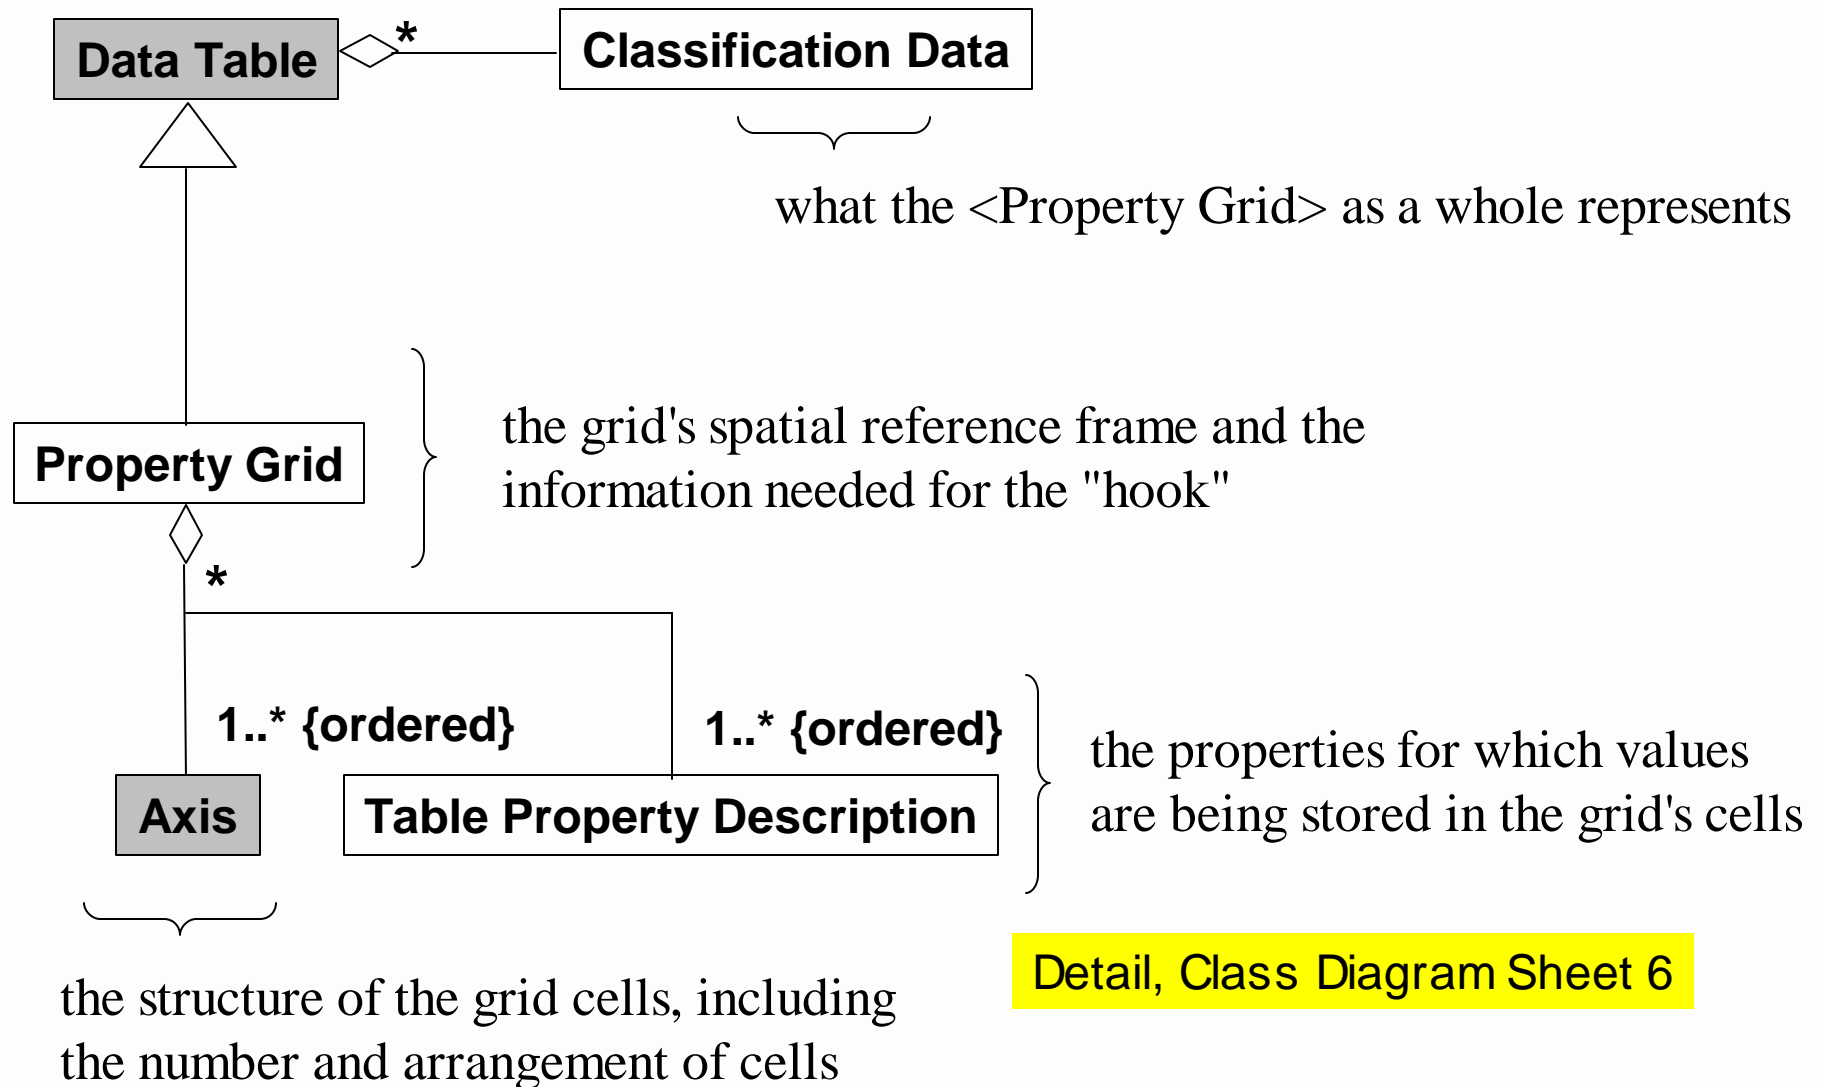 Data Table
*
Classification Data
what the <Property Grid> as a whole represents
Property Grid
the grid's spatial reference frame and the
information needed for the "hook"
*
1..* {ordered}
1..* {ordered}
Axis
Table Property Description
the properties for which values
are being stored in the grid's cells
Detail, Class Diagram Sheet 6
the structure of the grid cells, including
the number and arrangement of cells